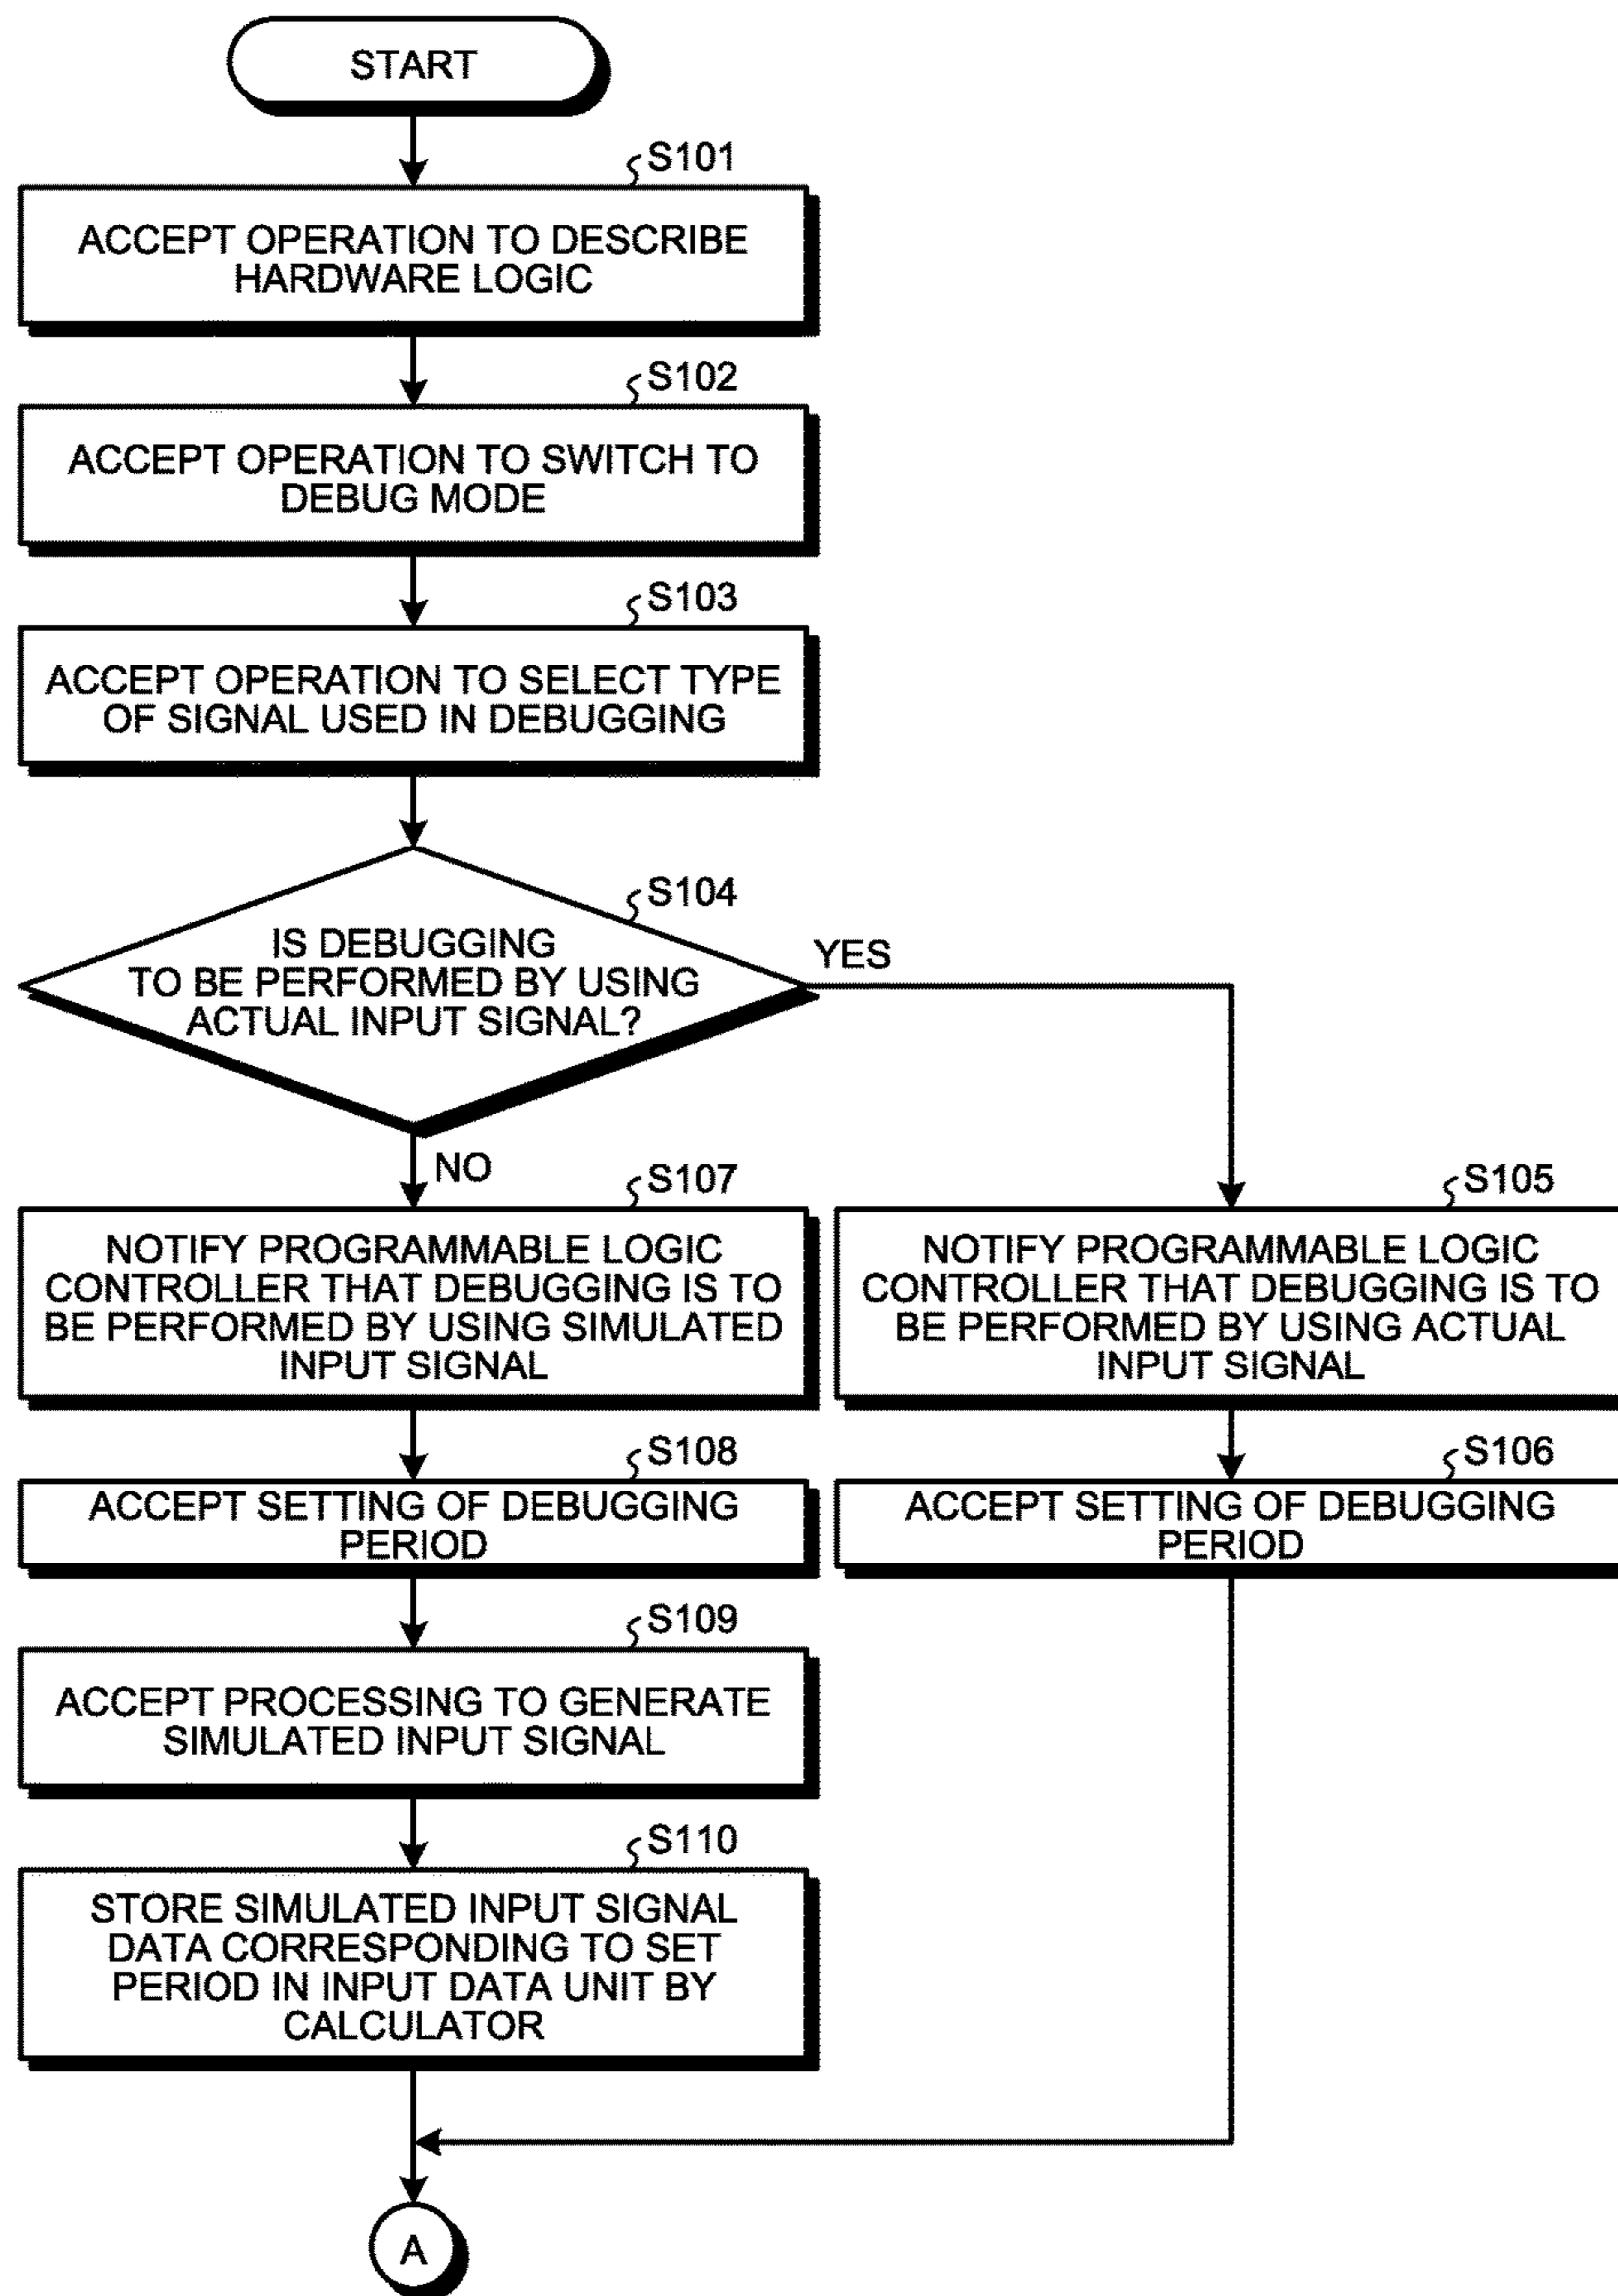 START
S101
ACCEPT OPERATION TO DESCRIBE
HARDWARE LOGIC
S102
ACCEPT OPERATION TO SWITCH TO
DEBUG MODE
S103
ACCEPT OPERATION TO SELECT TYPE
OF SIGNAL USED IN DEBUGGING
S104
IS DEBUGGING
TO BE PERFORMED BY USING
ACTUAL INPUT SIGNAL?
YES
NO
S107
NOTIFY PROGRAMMABLE LOGIC
CONTROLLER THAT DEBUGGING IS TO
BE PERFORMED BY USING SIMULATED
INPUT SIGNAL
S105
NOTIFY PROGRAMMABLE LOGIC
CONTROLLER THAT DEBUGGING IS TO
BE PERFORMED BY USING ACTUAL
INPUT SIGNAL
S108
ACCEPT SETTING OF DEBUGGING
PERIOD
S106
ACCEPT SETTING OF DEBUGGING
PERIOD
S109
ACCEPT PROCESSING TO GENERATE
SIMULATED INPUT SIGNAL
S110
STORE SIMULATED INPUT SIGNAL
DATA CORRESPONDING TO SET
PERIOD IN INPUT DATA UNIT BY
CALCULATOR
A